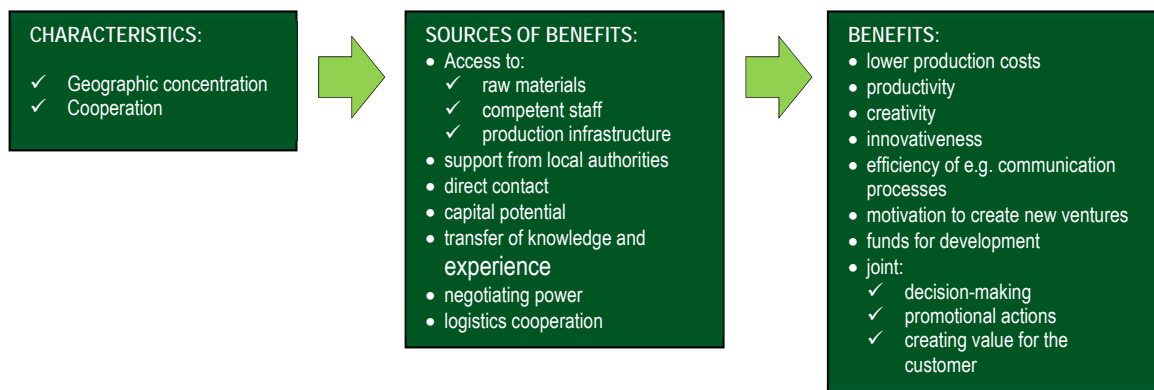 CHARACTERISTICS:
✓ Geographic concentration
✓ Cooperation
SOURCES OF BENEFITS:
• Access to:
✓ raw materials
✓ competent staff
✓ production infrastructure
• support from local authorities
• direct contact
• capital potential
• transfer of knowledge and
experience
• negotiating power
• logistics cooperation
BENEFITS:
• lower production costs
• productivity
• creativity
• innovativeness
• efficiency of e.g. communication
processes
• motivation to create new ventures
• funds for development
• joint:
✓ decision-making
✓ promotional actions
✓ creating value for the
customer